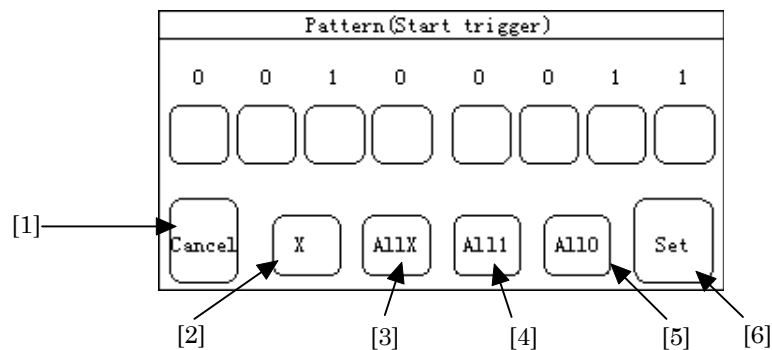 Pattern(Start trigger)
0 0 1 0 0 0 1 1
[1] Cancel X AllX All1 All0 Set
[2] [3] [4] [5] [6]